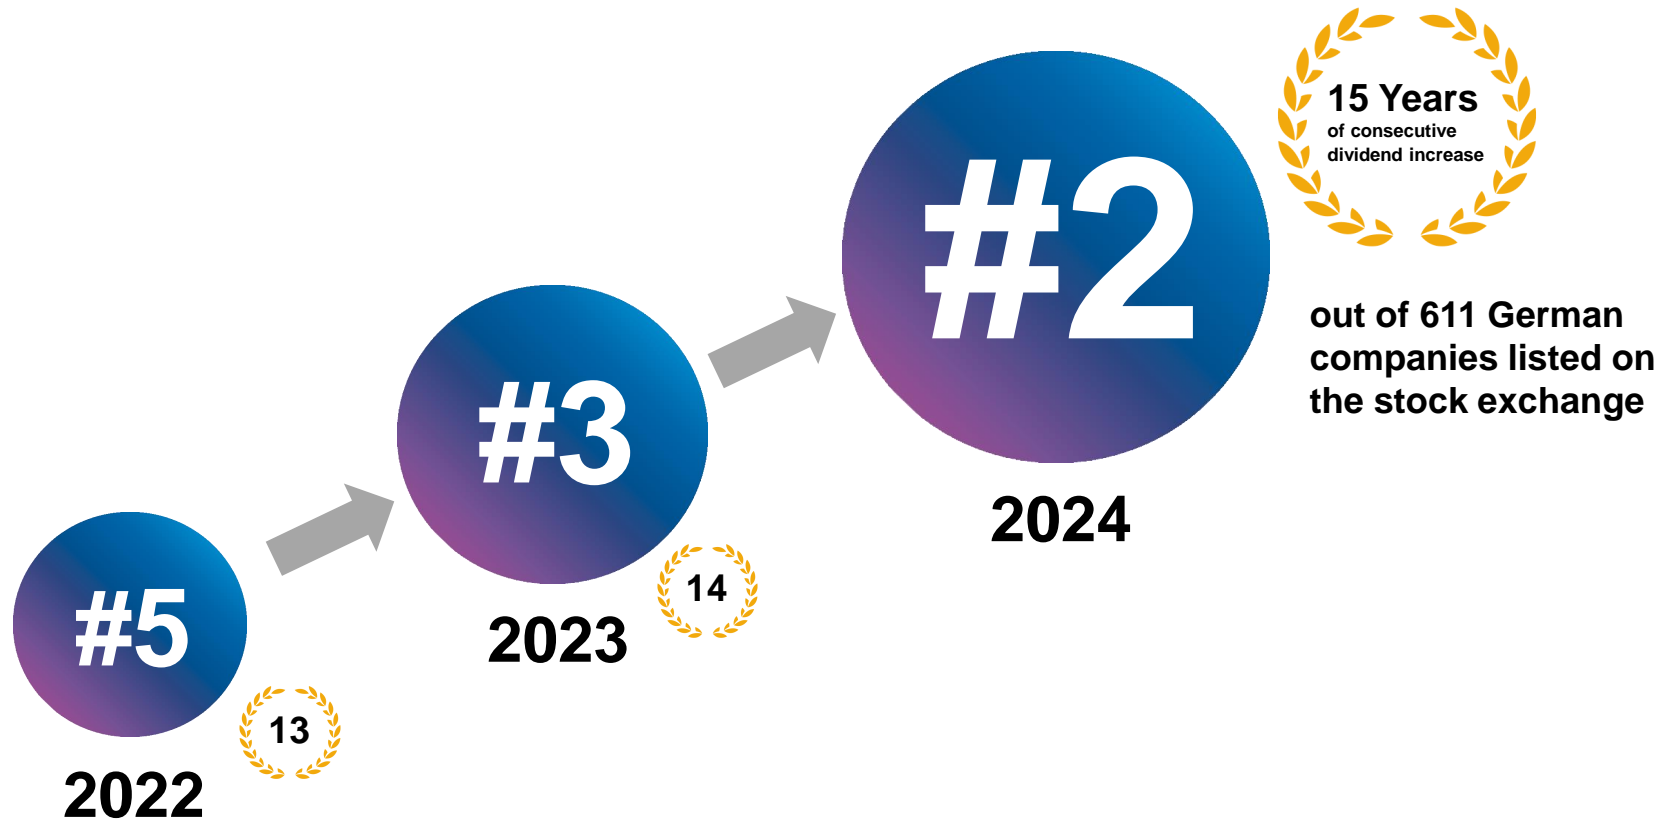 #5
13
2022
#3
14
2023
#2
2024
15 Years
of consecutive
dividend increase
out of 611 German
companies listed on
the stock exchange